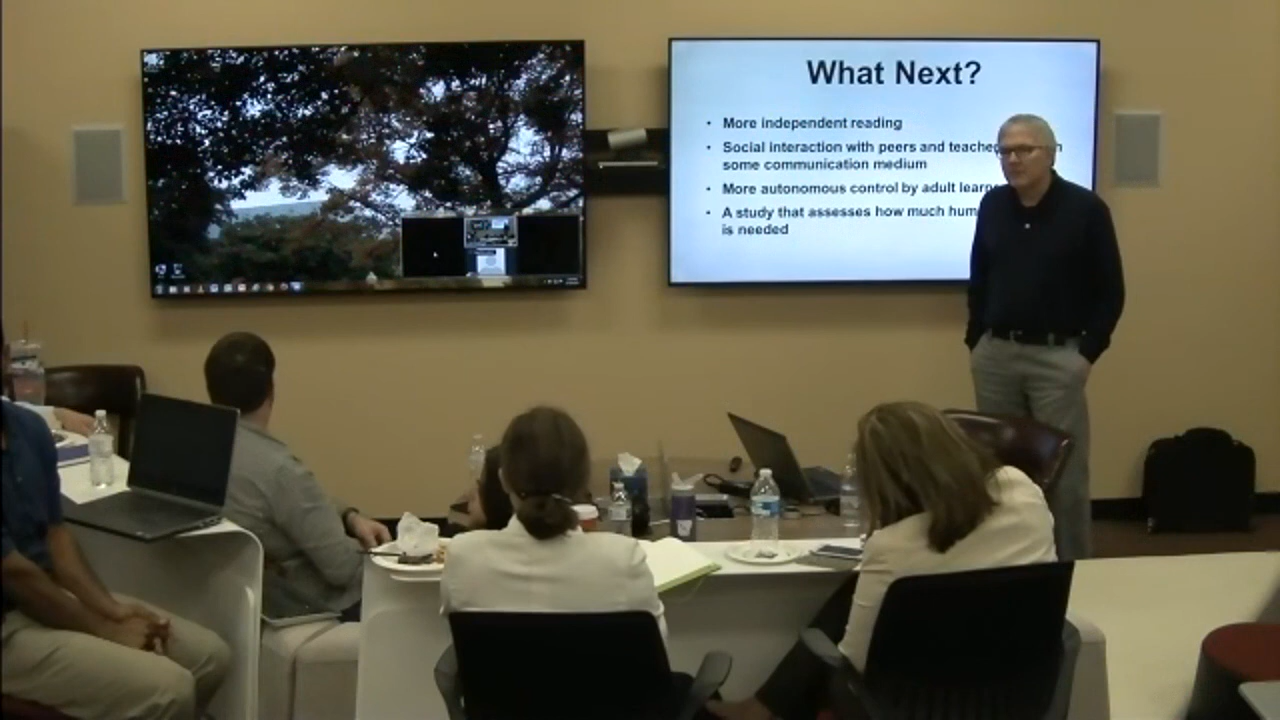 What Next?
• More independent reading
• Social interaction with peers and teache
some communication medium
• More autonomous control by adult learne
• A study that assesses how much hum
is needed